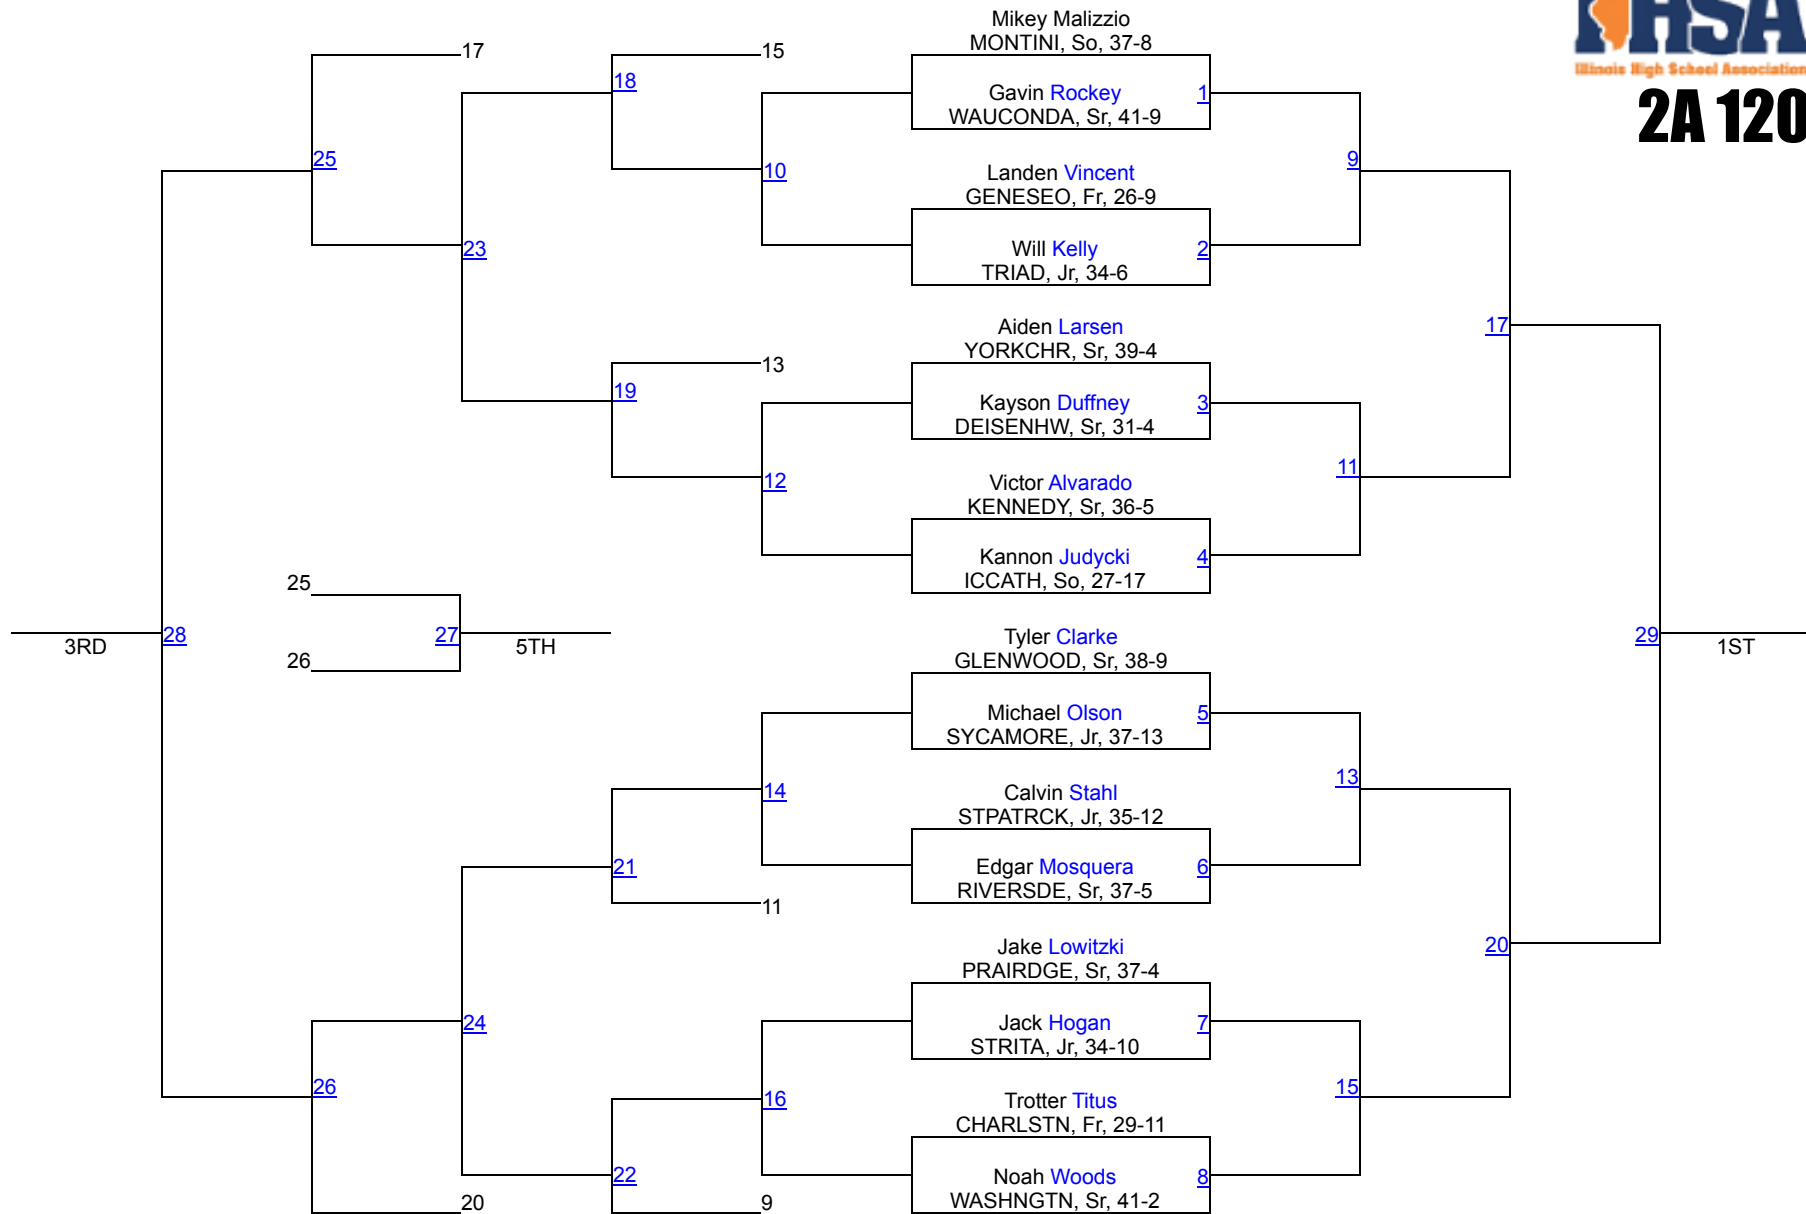 IHSA
Illinois High School Association
2A 120
Mikey Malizzio
MONTINI, So, 37-8
Gavin Rockey
WAUCONDA, Sr, 41-9
1
Landen Vincent
GENESEO, Fr, 26-9
Will Kelly
TRIAD, Jr, 34-6
2
Aiden Larsen
YORKCHR, Sr, 39-4
Kayson Duffney
DEISENHW, Sr, 31-4
3
Victor Alvarado
KENNEDY, Sr, 36-5
Kannon Judycki
ICCATH, So, 27-17
4
Tyler Clarke
GLENWOOD, Sr, 38-9
Michael Olson
SYCAMORE, Jr, 37-13
5
Calvin Stahl
STPATRCK, Jr, 35-12
Edgar Mosquera
RIVERSDE, Sr, 37-5
6
Jake Lowitzki
PRAIRDGE, Sr, 37-4
Jack Hogan
STRITA, Jr, 34-10
7
Trotter Titus
CHARLSTN, Fr, 29-11
Noah Woods
WASHNGTN, Sr, 41-2
8
9
11
13
15
17
20
29
1ST
10
12
14
16
15
13
11
9
18
19
21
22
23
24
17
20
25
26
25
26
27
5TH
28
3RD